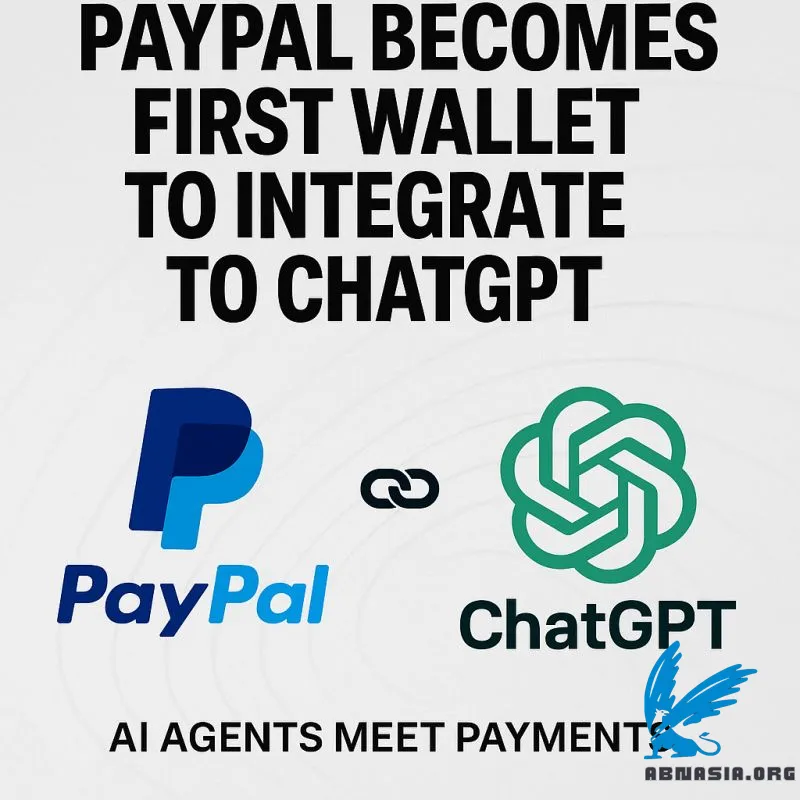 PAYPAL BECOMES
FIRST WALLET
TO INTEGRATE
TO CHATGPT
PayPal
ChatGPT
AI AGENTS MEET PAYMENTS
ABNASIA.ORG